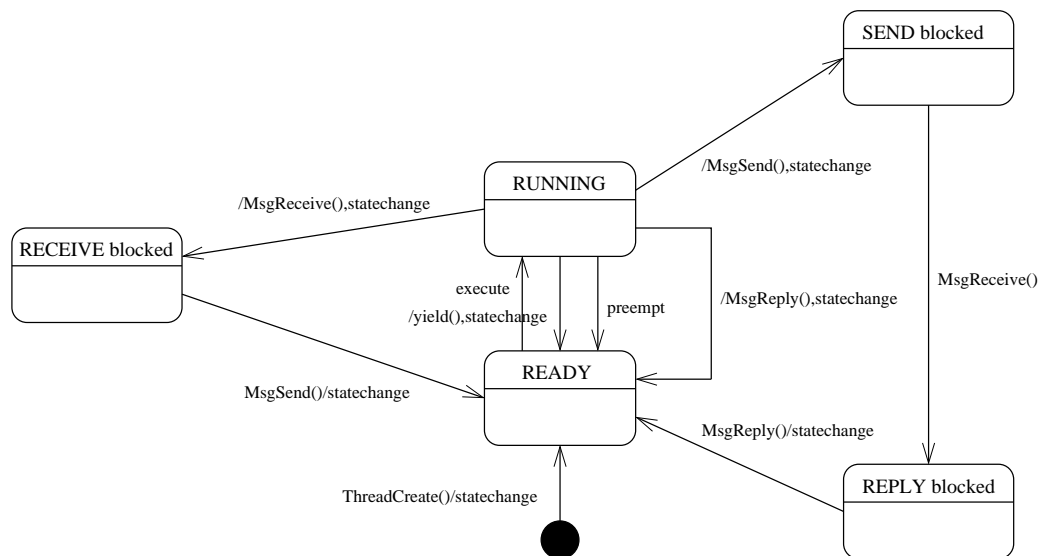 SEND blocked
/MsgSend(),statechange
RUNNING
/MsgReceive(),statechange
RECEIVE blocked
MsgReceive()
execute
/MsgReply(),statechange
preempt
/yield(),statechange
READY
MsgSend()/statechange
MsgReply()/statechange
REPLY blocked
ThreadCreate()/statechange